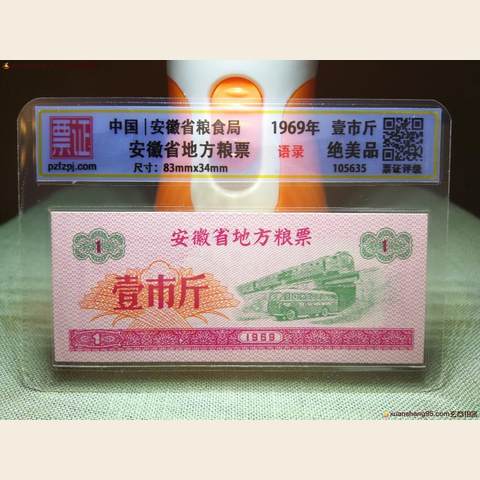 票证
pzfzpj.com
中国 | 安徽省粮食局
安徽省地方粮票
尺寸: 83mmx34mm
1969年 壹市斤
语录 绝美品
105635 票证评级
安徽省地方粮票
1
1
壹市斤
1
1969
xuansheng95.com